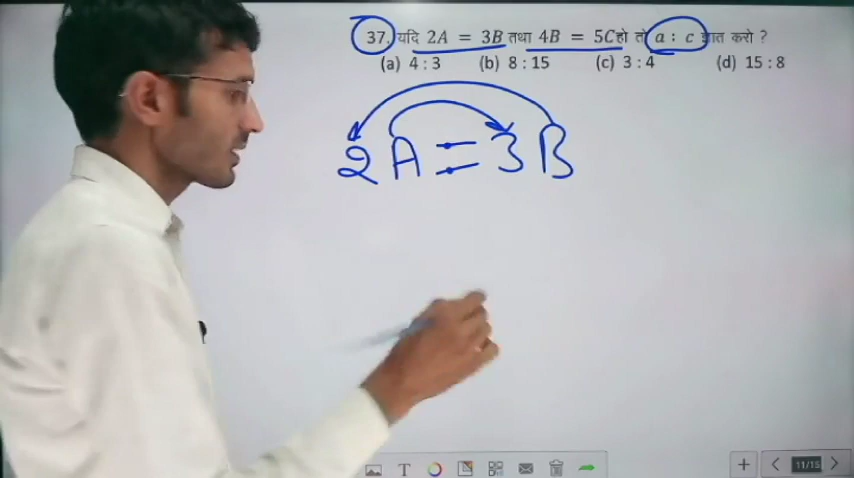 37. यदि 2A = 3B तथा 4B = 5C हो तो a : c ज्ञात करो ?
(a) 4 : 3 (b) 8 : 15 (c) 3 : 4 (d) 15 : 8
2A = 3B
T
11/15